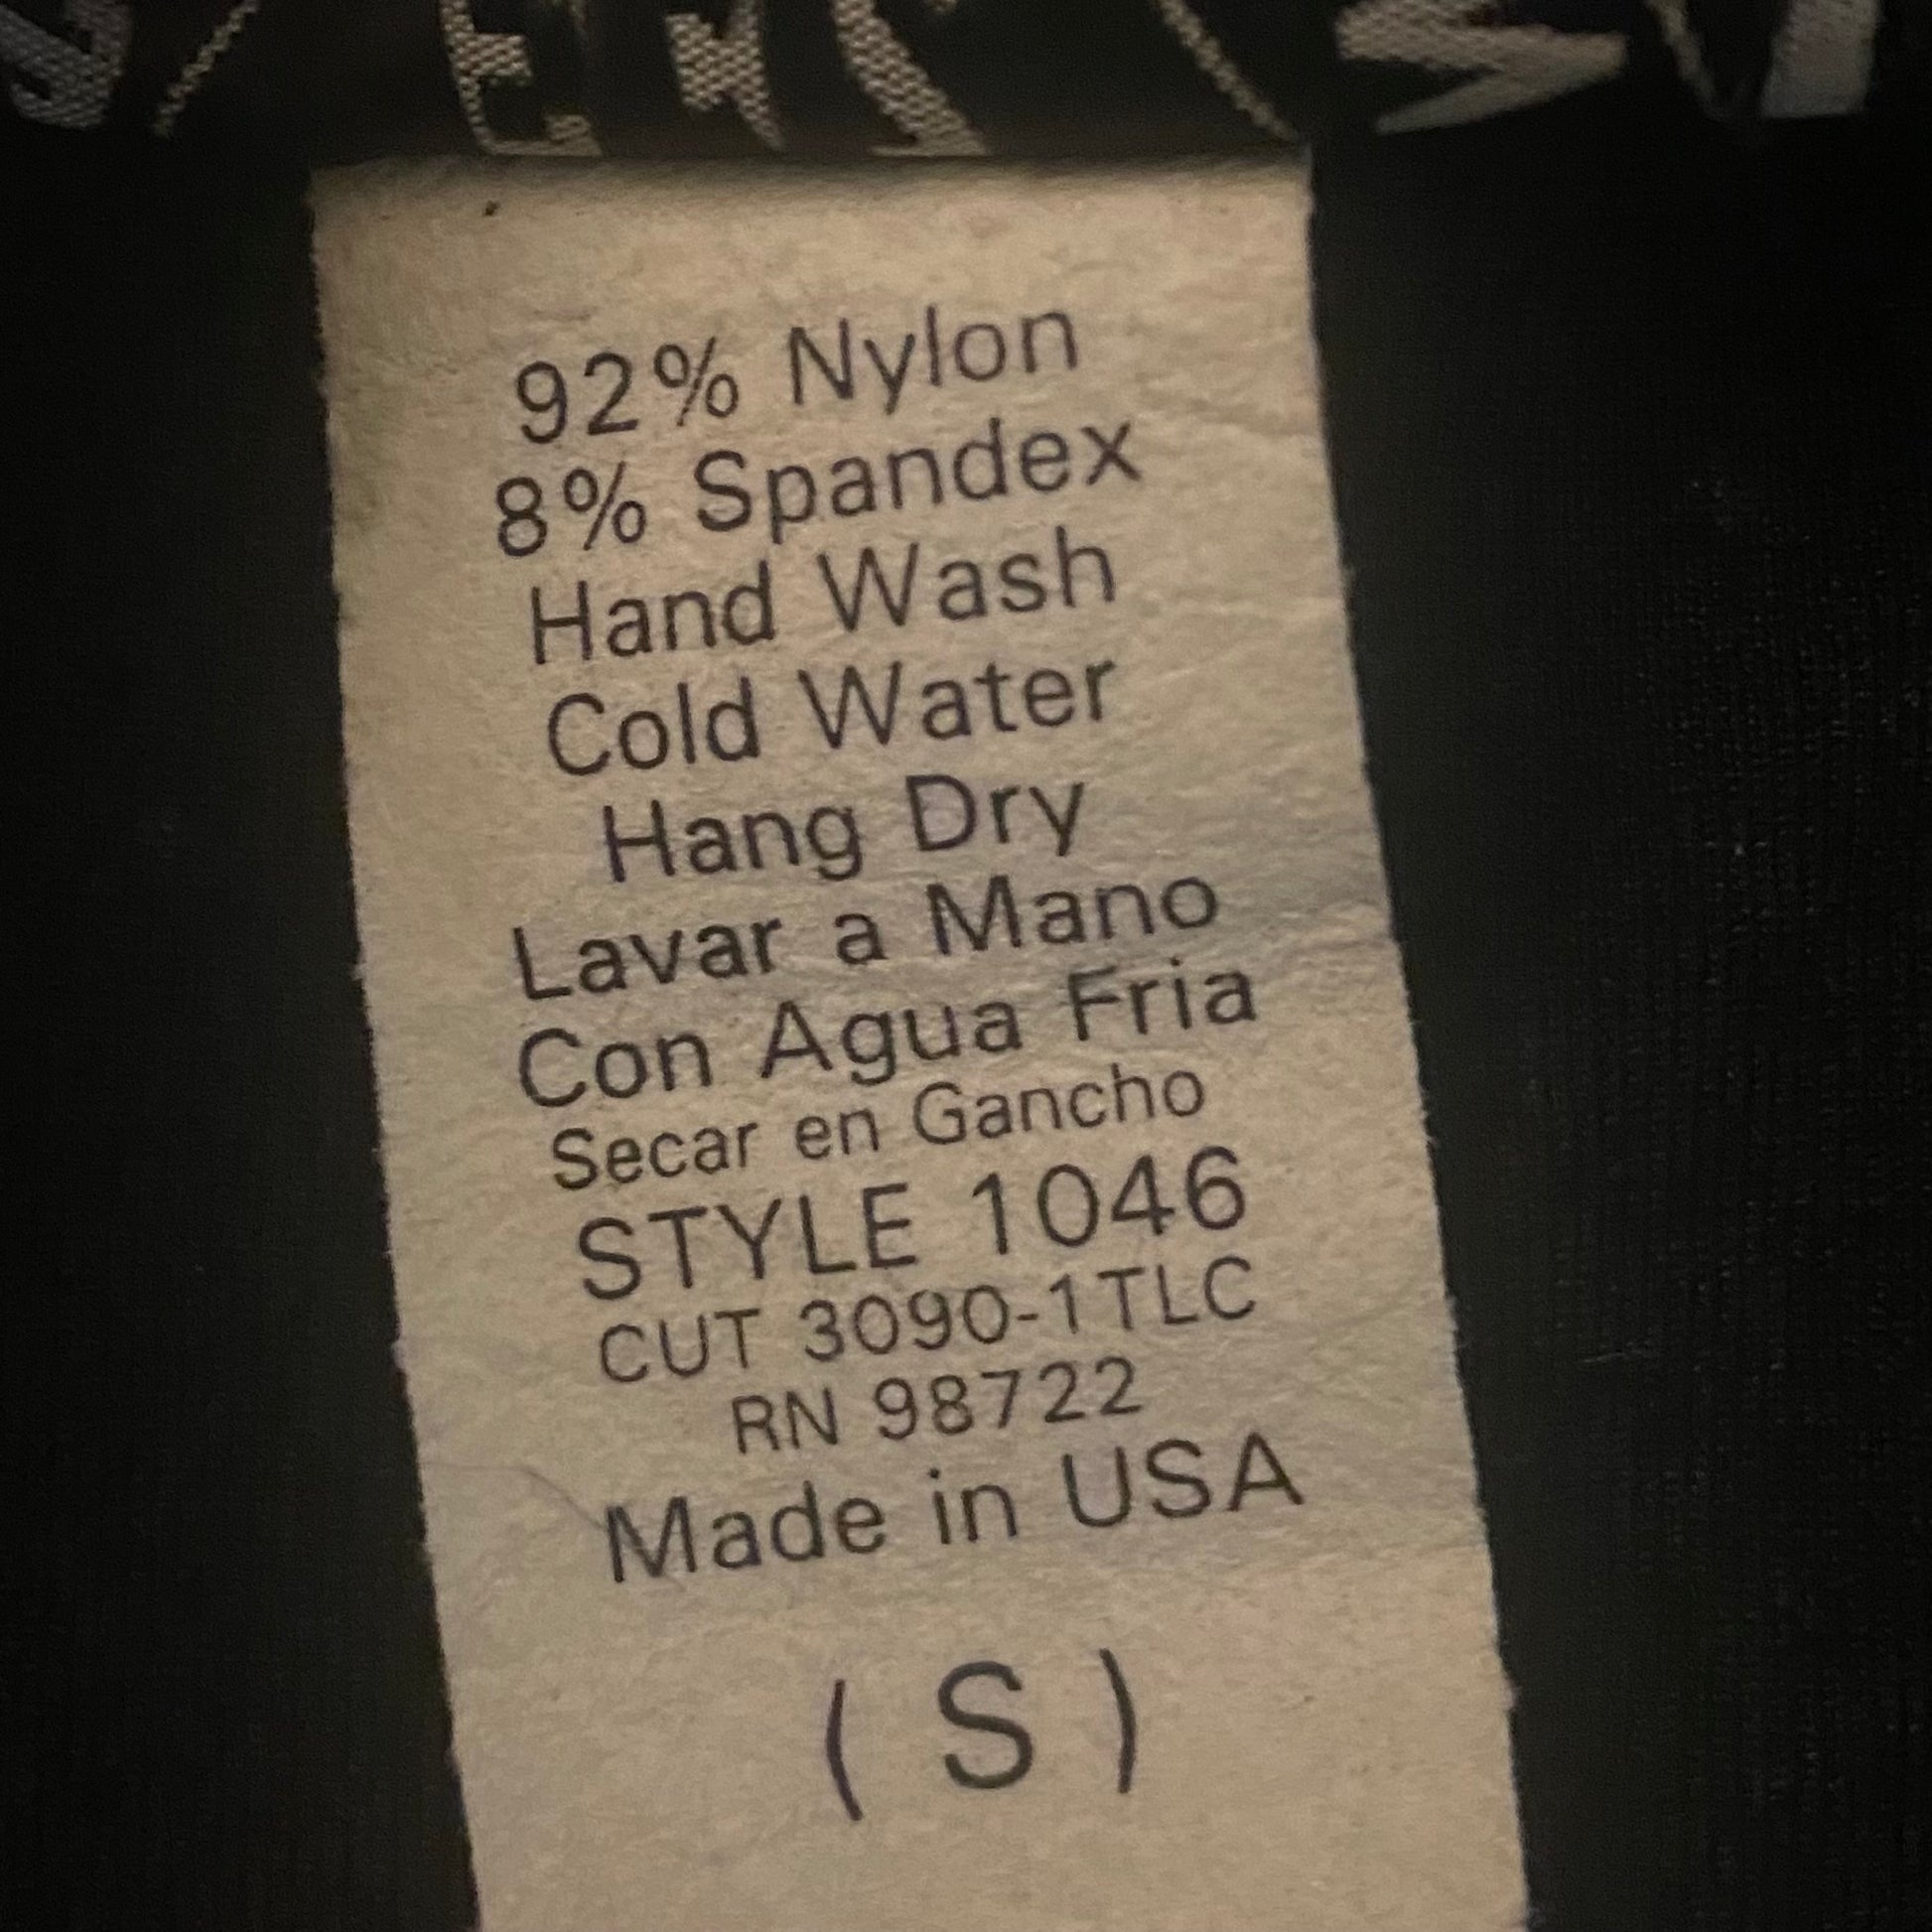 92% Nylon
8% Spandex
Hand Wash
Cold Water
Hang Dry
Lavar a Mano
Con Agua Fria
Secar en Gancho
STYLE 1046
CUT 3090-1TLC
RN 98722
Made in USA
( S )